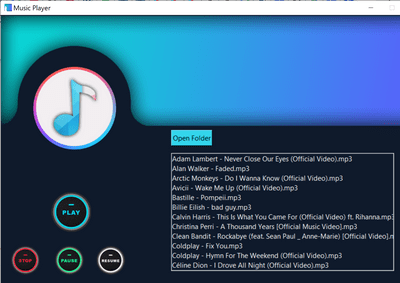 Music Player
Open Folder
Adam Lambert - Never Close Our Eyes (Official Video).mp3
Alan Walker - Faded.mp3
Arctic Monkeys - Do I Wanna Know (Official Video).mp3
Avicii - Wake Me Up (Official Video).mp3
Bastille - Pompeii.mp3
Billie Eilish - bad guy.mp3
Calvin Harris - This Is What You Came For (Official Video) ft. Rihanna.mp3
Christina Perri - A Thousand Years [Official Music Video].mp3
Clean Bandit - Rockabye (feat. Sean Paul _ Anne-Marie) [Official Video].m
Coldplay - Fix You.mp3
Coldplay - Hymn For The Weekend (Official Video).mp3
Céline Dion - I Drove All Night (Official Video).mp3
PLAY
STOP
PAUSE
RESUME